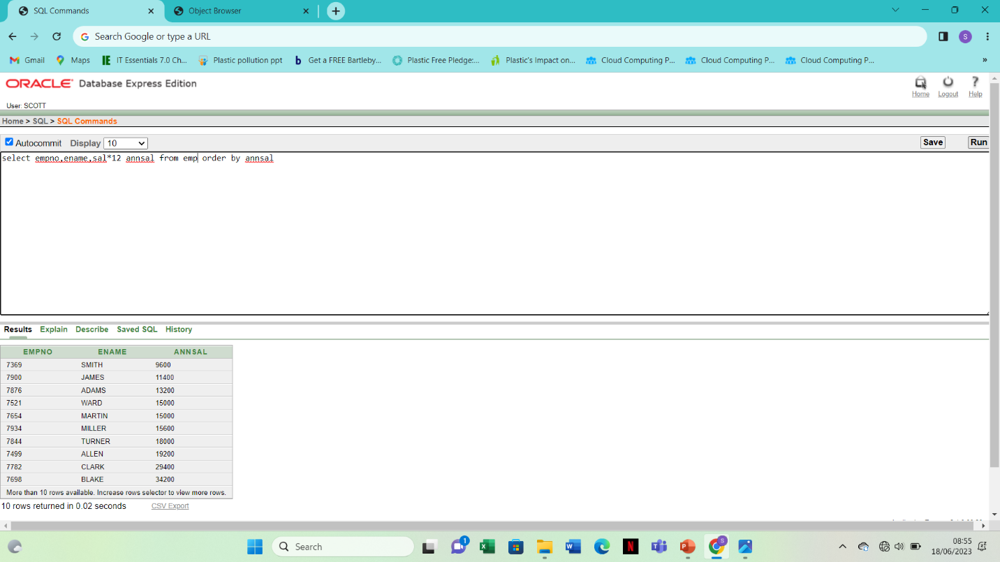 SQL Commands
Object Browser
Search Google or type a URL
S
Gmail Maps IT Essentials 7.0 Ch... Plastic pollution ppt Get a FREE Bartleby... Plastic Free Pledge:... Plastic's Impact on... Cloud Computing P... Cloud Computing P... Cloud Computing P... »
ORACLE Database Express Edition
Home Logout Help
User: SCOTT
Home > SQL > SQL Commands
Autocommit Display 10 Save Run
select empno,ename,sal*12 annsal from emp order by annsal
Results Explain Describe Saved SQL History
EMPNO ENAME ANNSAL
7369 SMITH 9600
7900 JAMES 11400
7876 ADAMS 13200
7521 WARD 15000
7654 MARTIN 15000
7934 MILLER 15600
7844 TURNER 18000
7499 ALLEN 19200
7782 CLARK 29400
7698 BLAKE 34200
More than 10 rows available. Increase rows selector to view more rows.
10 rows returned in 0.02 seconds CSV Export
Search
1
08:55
18/06/2023